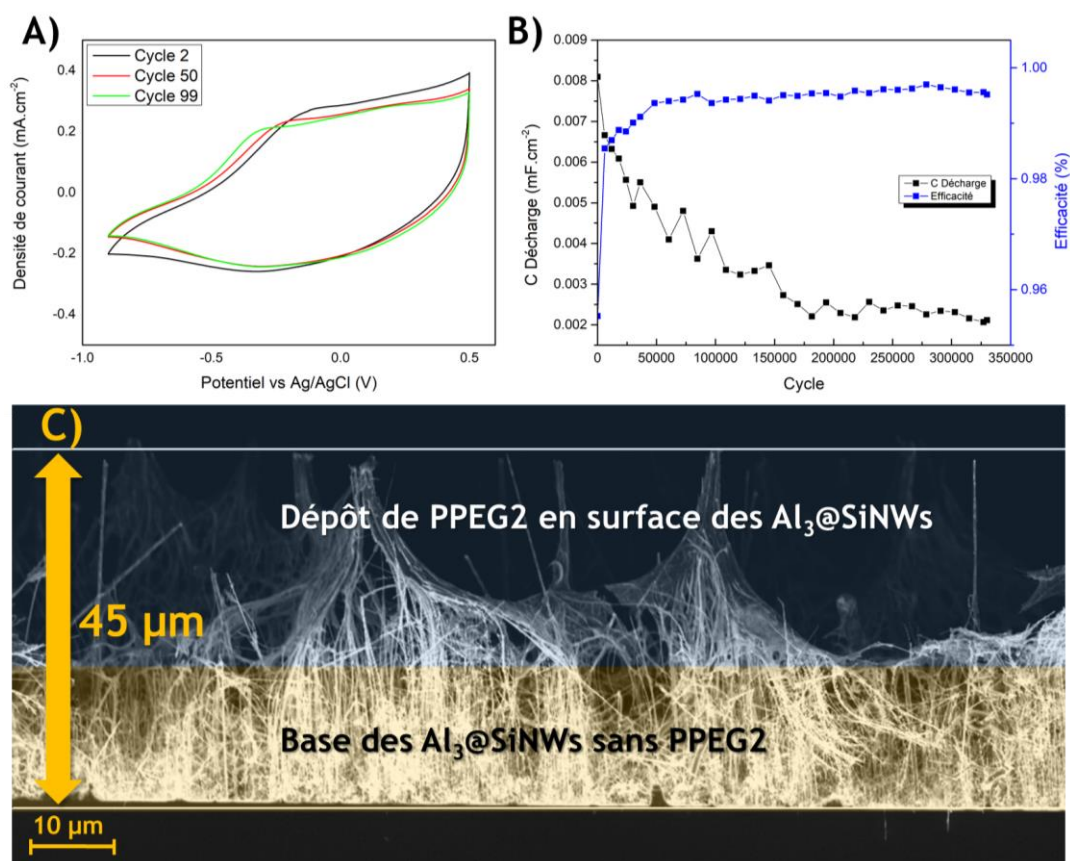 A)
Cycle 2
Cycle 50
Cycle 99
Densité de courant (mA.cm⁻²)
0.4
0.2
0.0
-0.2
-0.4
-1.0 -0.5 0.0 0.5
Potentiel vs Ag/AgCl (V)
B)
C Décharge (mF.cm⁻²)
0.009
0.008
0.007
0.006
0.005
0.004
0.003
0.002
C Décharge
Efficacité
1.00
0.98
0.96
Efficacité (%)
0 50000 100000 150000 200000 250000 300000 350000
Cycle
C)
Dépôt de PPEG2 en surface des Al₃@SiNWs
45 µm
Base des Al₃@SiNWs sans PPEG2
10 µm